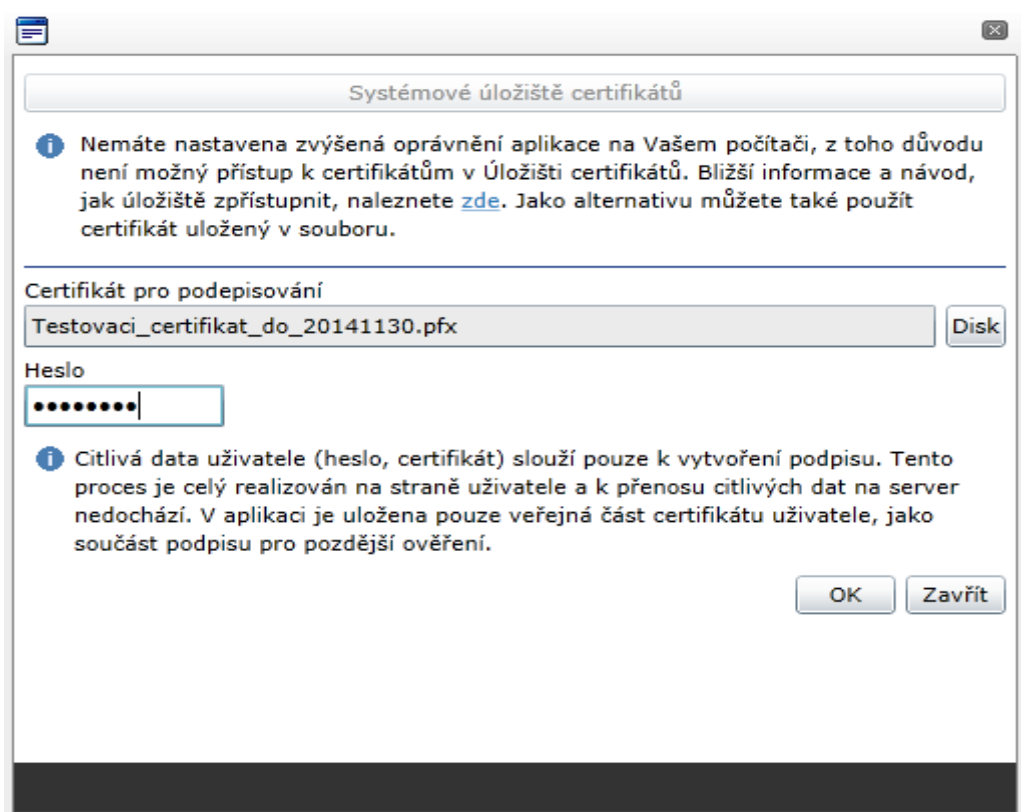 Systémové úložiště certifikátů
Nemáte nastavena zvýšená oprávnění aplikace na Vašem počítači, z toho důvodu
není možný přístup k certifikátům v Úložišti certifikátů. Bližší informace a návod,
jak úložiště zpřístupnit, naleznete zde. Jako alternativu můžete také použít
certifikát uložený v souboru.
Certifikát pro podepisování
Testovaci_certifikat_do_20141130.pfx Disk
Heslo
••••••••
Citlivá data uživatele (heslo, certifikát) slouží pouze k vytvoření podpisu. Tento
proces je celý realizován na straně uživatele a k přenosu citlivých dat na server
nedochází. V aplikaci je uložena pouze veřejná část certifikátu uživatele, jako
součást podpisu pro pozdější ověření.
OK Zavřít